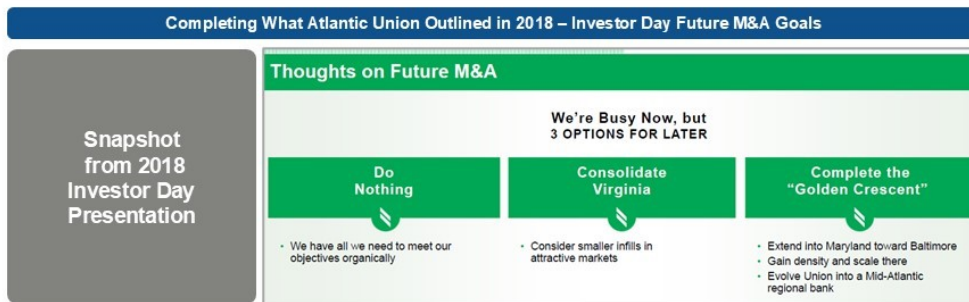 Completing What Atlantic Union Outlined in 2018 – Investor Day Future M&A Goals
Snapshot
from 2018
Investor Day
Presentation
Thoughts on Future M&A
We're Busy Now, but
3 OPTIONS FOR LATER
Do
Nothing
• We have all we need to meet our
objectives organically
Consolidate
Virginia
• Consider smaller infills in
attractive markets
Complete the
“Golden Crescent”
• Extend into Maryland toward Baltimore
• Gain density and scale there
• Evolve Union into a Mid-Atlantic
regional bank